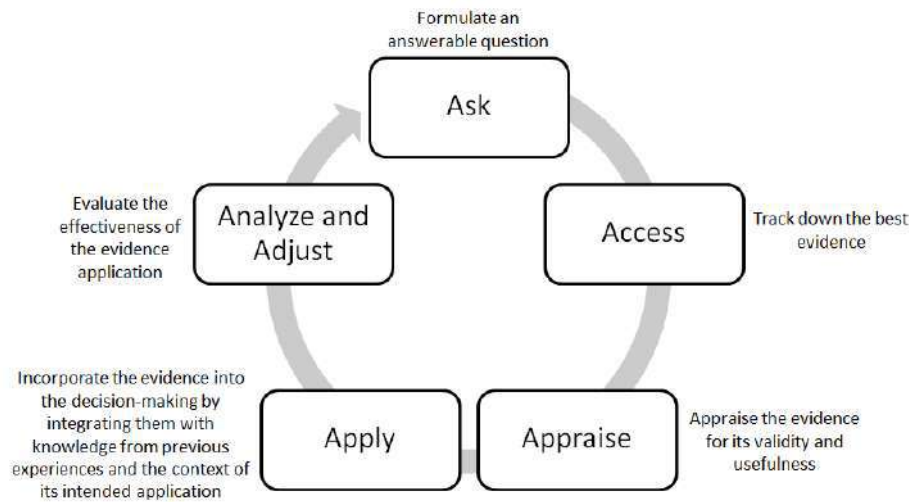 Formulate an
answerable question
Ask
Access
Track down the best
evidence
Appraise
Appraise the evidence
for its validity and
usefulness
Apply
Incorporate the evidence into
the decision-making by
integrating them with
knowledge from previous
experiences and the context of
its intended application
Analyze and
Adjust
Evaluate the
effectiveness of
the evidence
application